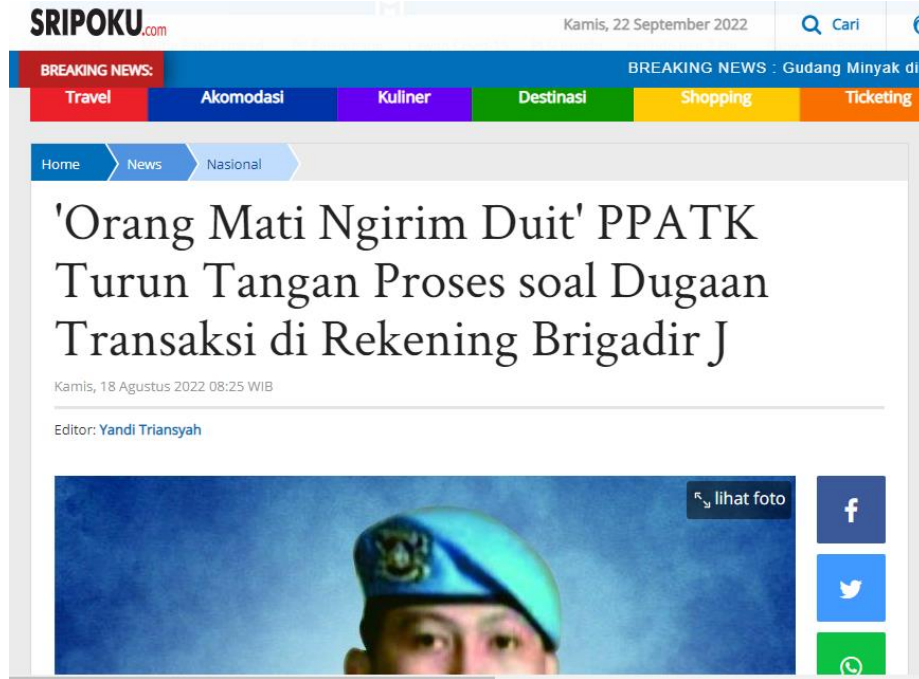 SRIPOKU.com
Kamis, 22 September 2022
Cari
BREAKING NEWS:
BREAKING NEWS : Gudang Minyak di
Travel
Akomodasi
Kuliner
Destinasi
Shopping
Ticketing
Home
News
Nasional
'Orang Mati Ngirim Duit' PPATK
Turun Tangan Proses soal Dugaan
Transaksi di Rekening Brigadir J
Kamis, 18 Agustus 2022 08:25 WIB
Editor: Yandi Triansyah
lihat foto